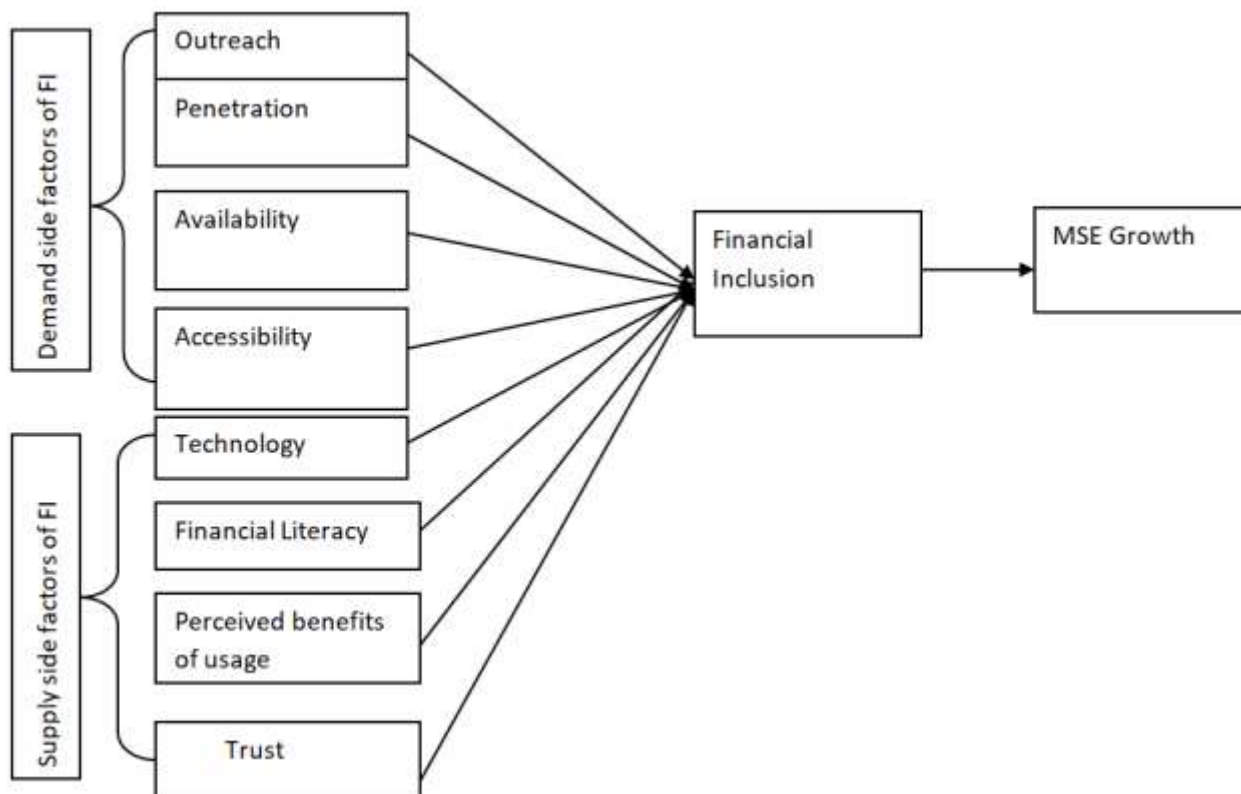 Demand side factors of FI
Outreach
Penetration
Availability
Accessibility
Supply side factors of FI
Technology
Financial Literacy
Perceived benefits
of usage
Trust
Financial
Inclusion
MSE Growth